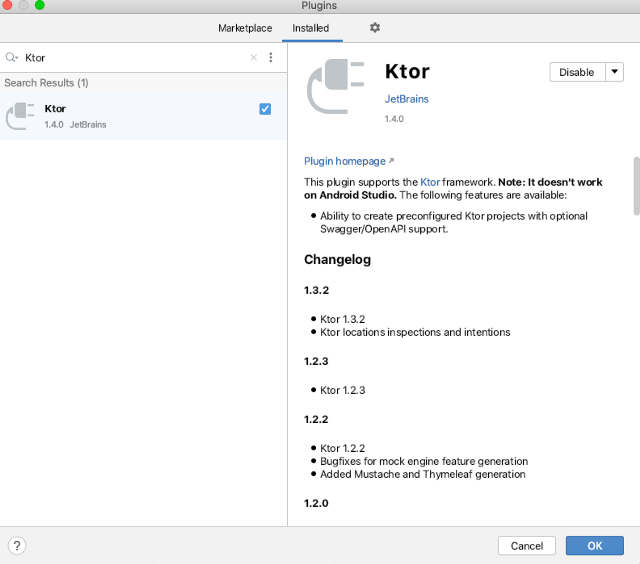 Plugins
Marketplace
Installed
Ktor
Search Results (1)
Ktor
1.4.0 JetBrains
Ktor
Disable
JetBrains
1.4.0
Plugin homepage ↗
This plugin supports the Ktor framework. Note: It doesn't work
on Android Studio. The following features are available:
• Ability to create preconfigured Ktor projects with optional
Swagger/OpenAPI support.
Changelog
1.3.2
• Ktor 1.3.2
• Ktor locations inspections and intentions
1.2.3
• Ktor 1.2.3
1.2.2
• Ktor 1.2.2
• Bugfixes for mock engine feature generation
• Added Mustache and Thymeleaf generation
1.2.0
?
Cancel
OK